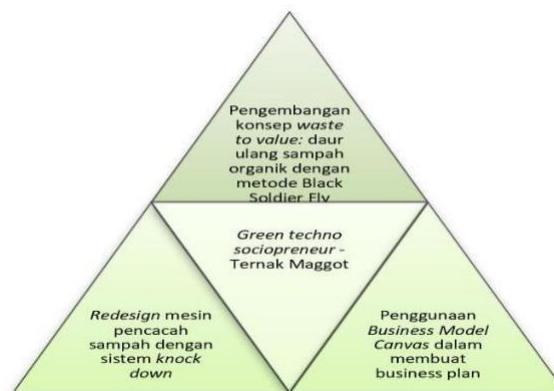 Pengembangan
konsep waste
to value: daur
ulang sampah
organik dengan
metode Black
Soldier Fly
Green techno
sociopreneur -
Ternak Maggot
Redesign mesin
pencacah
sampah dengan
sistem knock
down
Penggunaan
Business Model
Canvas dalam
membuat
business plan